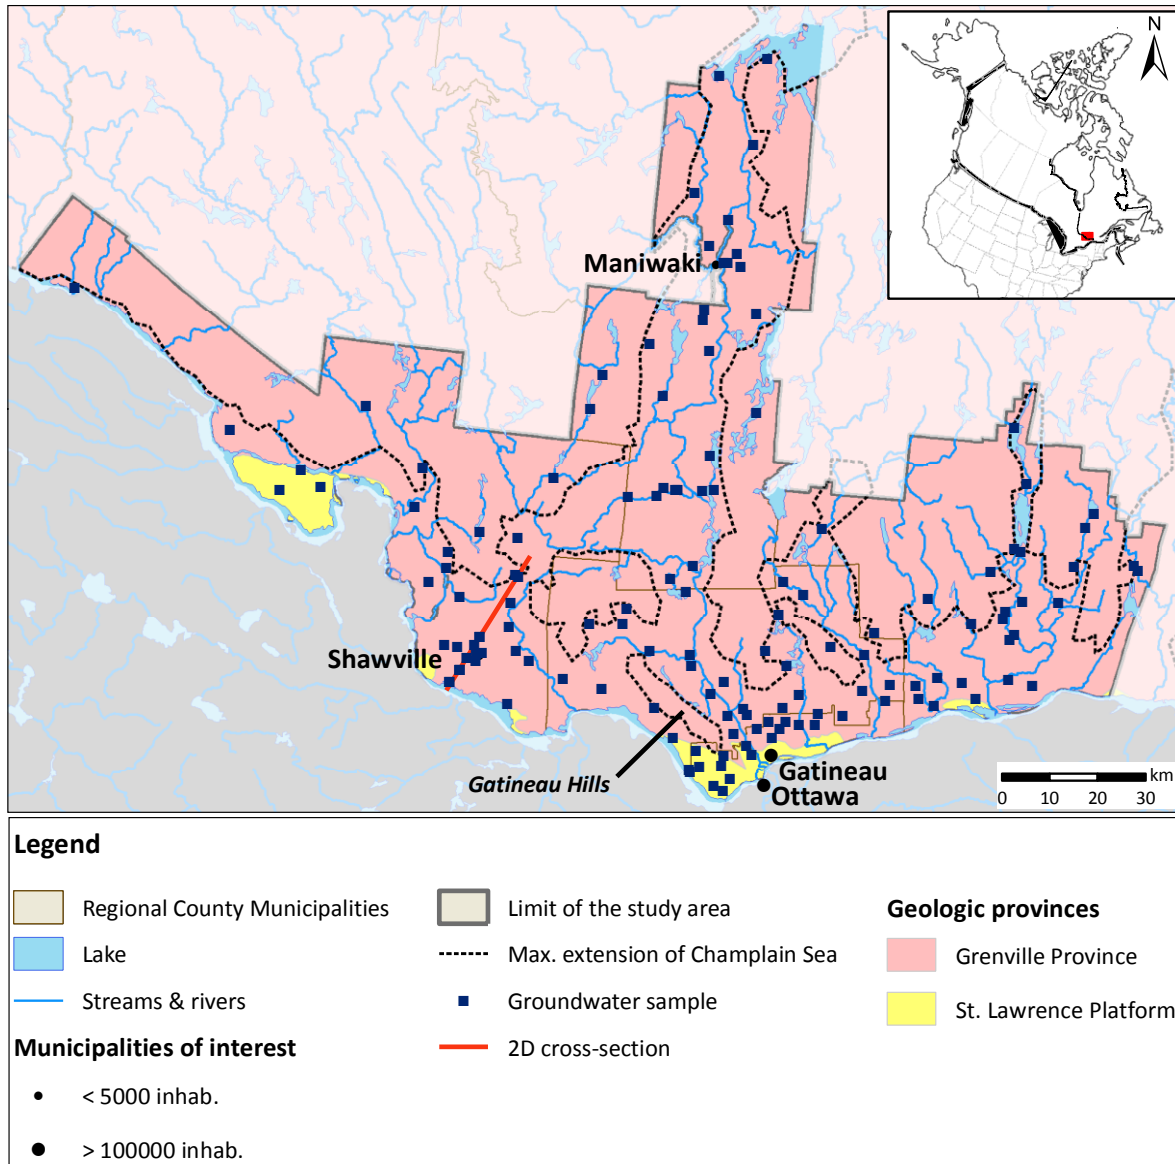 N
Maniwaki
Shawville
Gatineau Hills
Gatineau
Ottawa
km
0 10 20 30
Legend
Regional County Municipalities
Lake
Streams & rivers
Municipalities of interest
< 5000 inhab.
> 100000 inhab.
Limit of the study area
Max. extension of Champlain Sea
Groundwater sample
2D cross-section
Geologic provinces
Grenville Province
St. Lawrence Platform